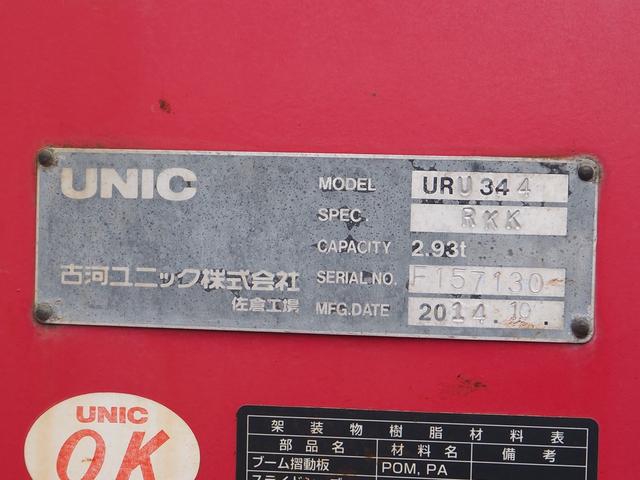 UNIC
MODEL URU344
SPEC. RKK
CAPACITY 2.93t
古河ユニック株式会社
SERIAL NO. F157130
佐倉工場
MFG.DATE 2014.10.
UNIC
OK
架装物樹脂材料表
部品名 材料名 備考
ブーム摺動板 POM, PA